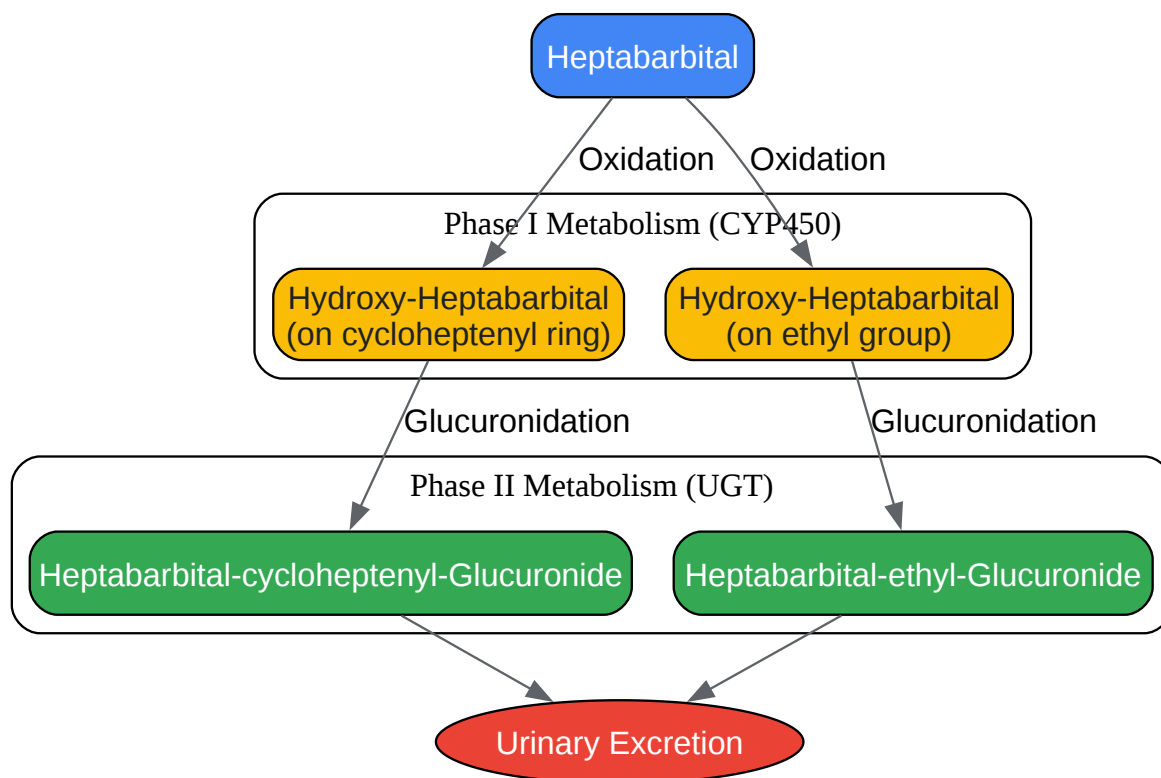 Heptabarbital
Oxidation
Oxidation
Phase I Metabolism (CYP450)
Hydroxy-Heptabarbital
(on cycloheptenyl ring)
Hydroxy-Heptabarbital
(on ethyl group)
Glucuronidation
Glucuronidation
Phase II Metabolism (UGT)
Heptabarbital-cycloheptenyl-Glucuronide
Heptabarbital-ethyl-Glucuronide
Urinary Excretion